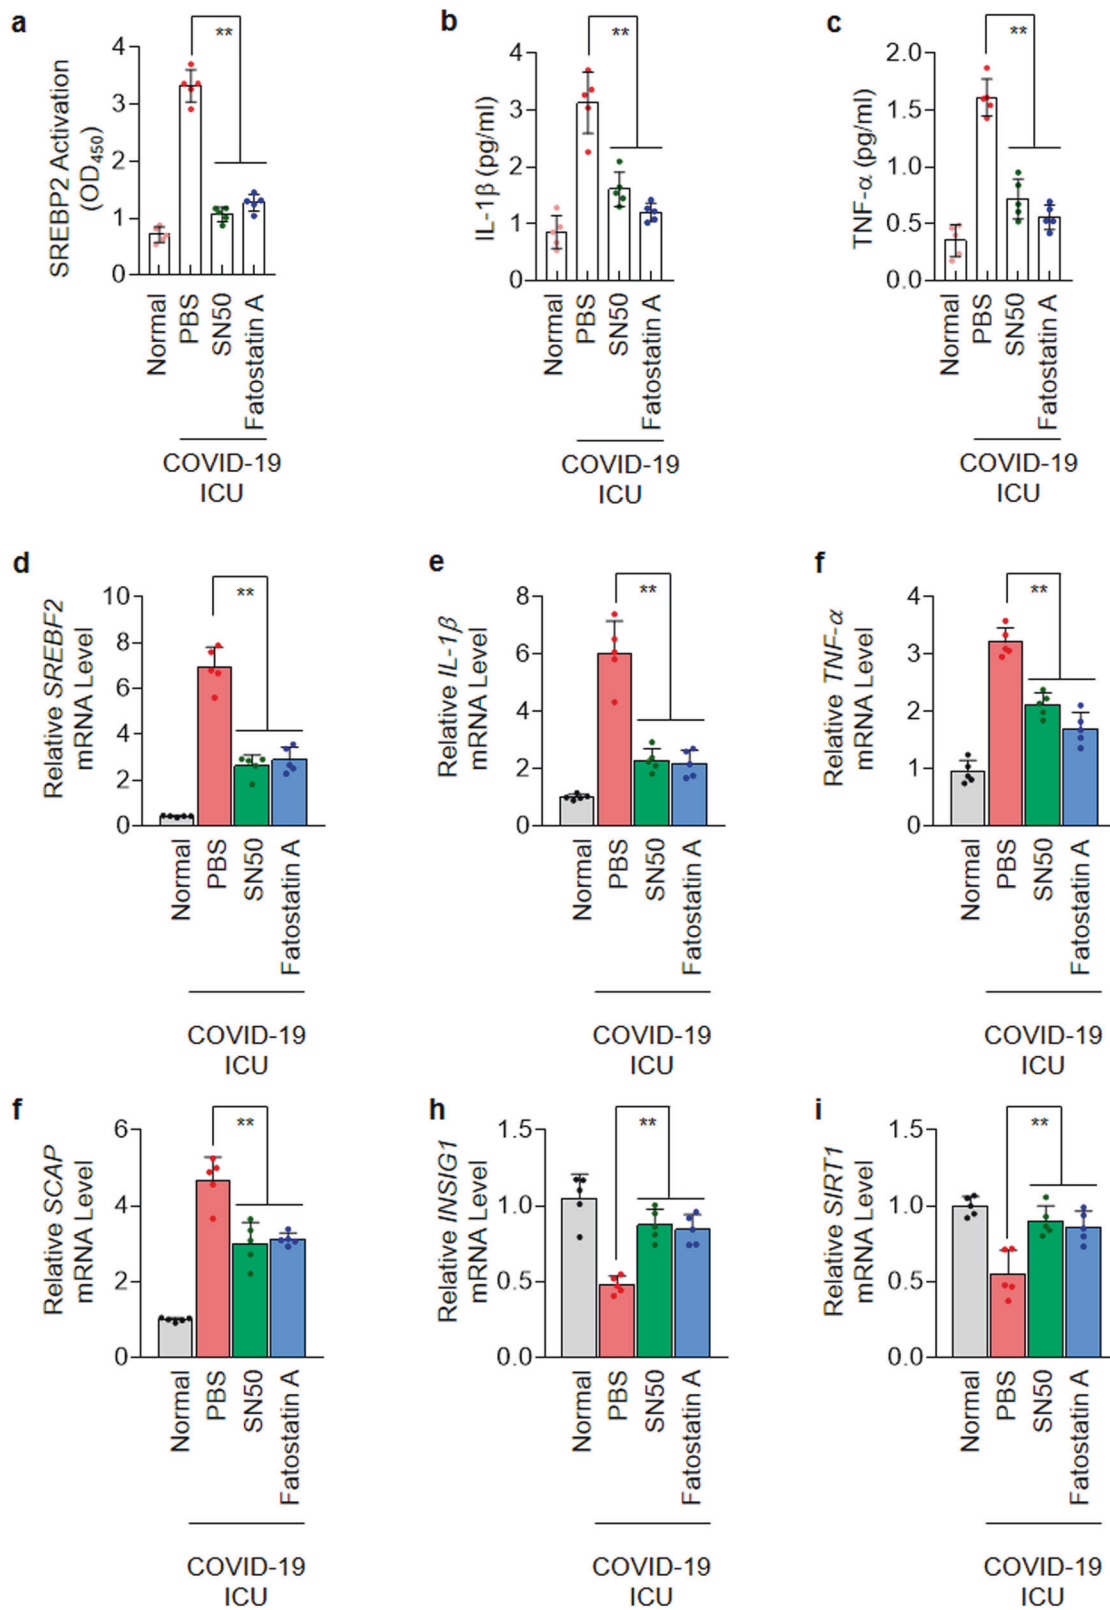 a
SREBP2 Activation
(OD450)
4
3
2
1
0
**
Normal
PBS
SN50
Fatostatin A
COVID-19
ICU
b
IL-1β (pg/ml)
4
3
2
1
0
**
Normal
PBS
SN50
Fatostatin A
COVID-19
ICU
c
TNF-α (pg/ml)
2.0
1.5
1.0
0.5
0.0
**
Normal
PBS
SN50
Fatostatin A
COVID-19
ICU
d
Relative SREBF2
mRNA Level
10
8
6
4
2
0
**
Normal
PBS
SN50
Fatostatin A
COVID-19
ICU
e
Relative IL-1β
mRNA Level
8
6
4
2
0
**
Normal
PBS
SN50
Fatostatin A
COVID-19
ICU
f
Relative TNF-α
mRNA Level
4
3
2
1
0
**
Normal
PBS
SN50
Fatostatin A
COVID-19
ICU
f
Relative SCAP
mRNA Level
6
4
2
0
**
Normal
PBS
SN50
Fatostatin A
COVID-19
ICU
h
Relative INSIG1
mRNA Level
1.5
1.0
0.5
0.0
**
Normal
PBS
SN50
Fatostatin A
COVID-19
ICU
i
Relative SIRT1
mRNA Level
1.5
1.0
0.5
0.0
**
Normal
PBS
SN50
Fatostatin A
COVID-19
ICU